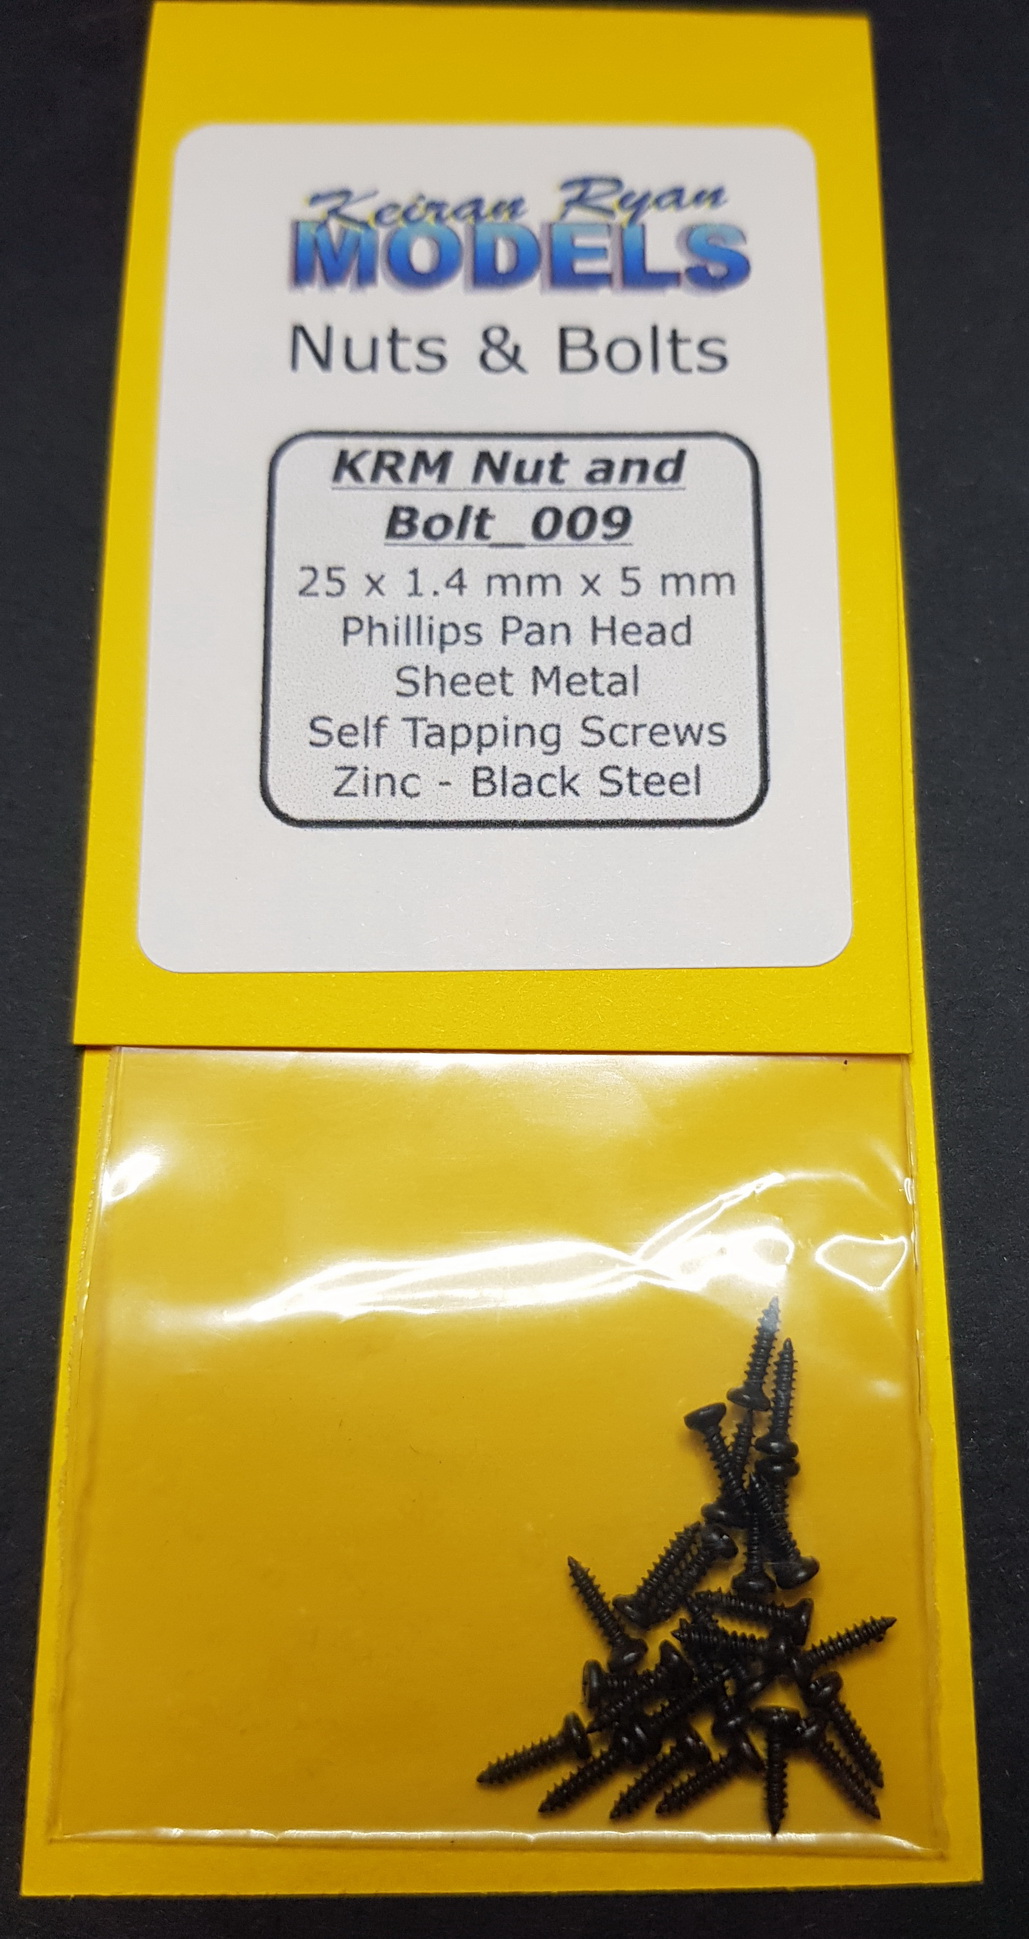 Keiran Ryan
MODELS
Nuts & Bolts
KRM Nut and
Bolt_009
25 x 1.4 mm x 5 mm
Phillips Pan Head
Sheet Metal
Self Tapping Screws
Zinc - Black Steel